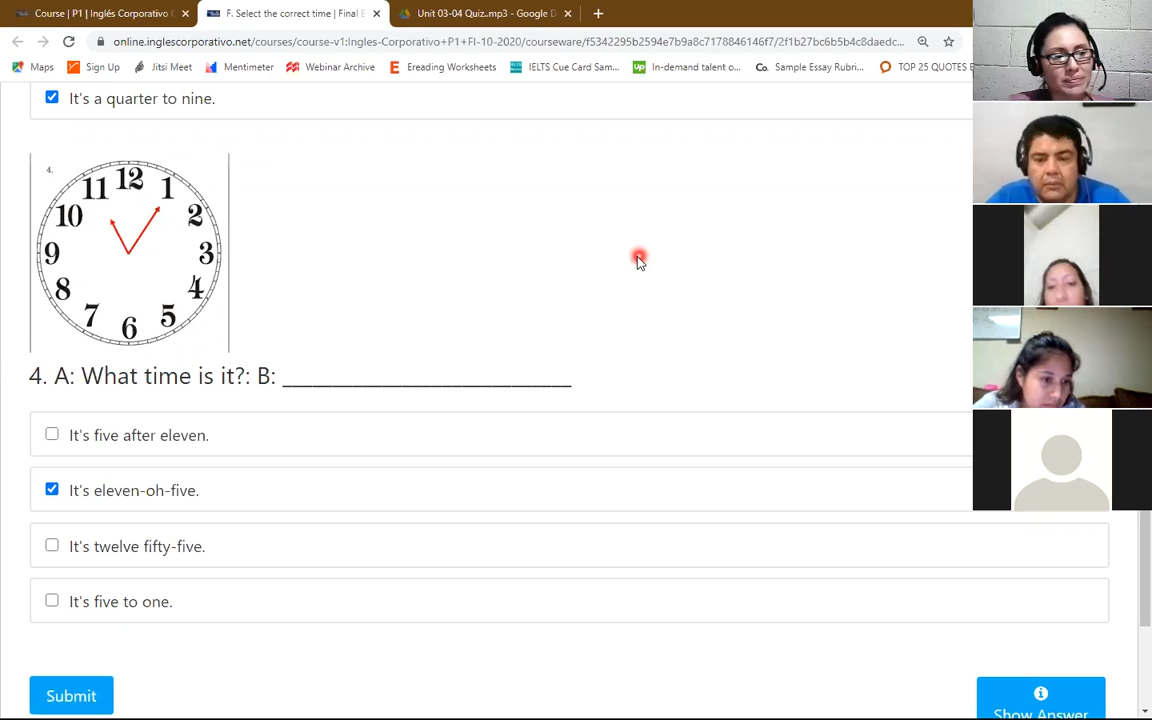 Course | P1 | Inglés Corporativo
F. Select the correct time | Final E
Unit 03-04 Quiz..mp3 - Google D
online.inglescorporativo.net/courses/course-v1:Ingles-Corporativo+P1+FI-10-2020/courseware/f5342295b2594e7b9a8c7178846146f7/2f1b27bc6b5b4c8daedc...
Maps
Sign Up
Jitsi Meet
Mentimeter
Webinar Archive
Ereading Worksheets
IELTS Cue Card Sam...
In-demand talent o...
Sample Essay Rubri...
TOP 25 QUOTES
It's a quarter to nine.
4.
12
11
1
10
2
9
3
8
4
7
5
6
4. A: What time is it?: B: ____________________________
It's five after eleven.
It's eleven-oh-five.
It's twelve fifty-five.
It's five to one.
Submit
Show Answer